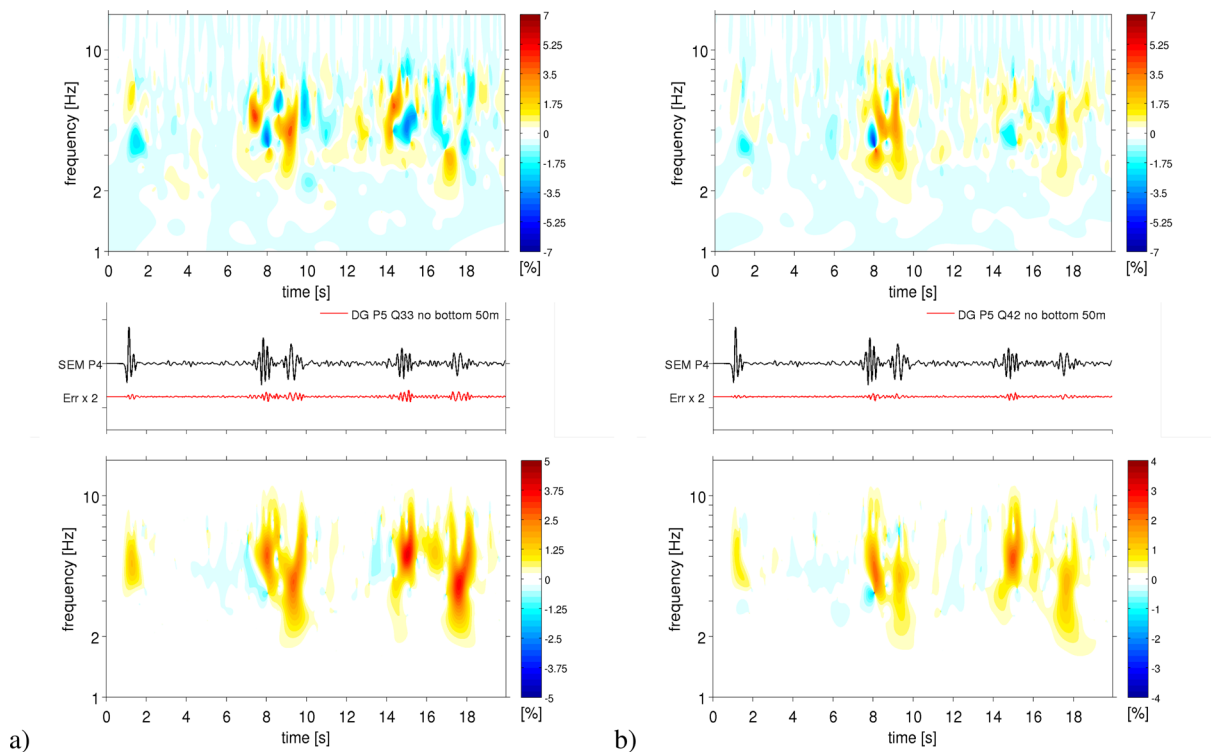 7
5.25
3.5
1.75
0
-1.75
-3.5
-5.25
-7
[%]
10
2
1
frequency [Hz]
0 2 4 6 8 10 12 14 16 18
time [s]
DG P5 Q33 no bottom 50m
SEM P4
Err x 2
5
3.75
2.5
1.25
0
-1.25
-2.5
-3.75
-5
[%]
10
2
1
frequency [Hz]
0 2 4 6 8 10 12 14 16 18
time [s]
a)
7
5.25
3.5
1.75
0
-1.75
-3.5
-5.25
-7
[%]
10
2
1
frequency [Hz]
0 2 4 6 8 10 12 14 16 18
time [s]
DG P5 Q42 no bottom 50m
SEM P4
Err x 2
4
3
2
1
0
-1
-2
-3
-4
[%]
10
2
1
frequency [Hz]
0 2 4 6 8 10 12 14 16 18
time [s]
b)